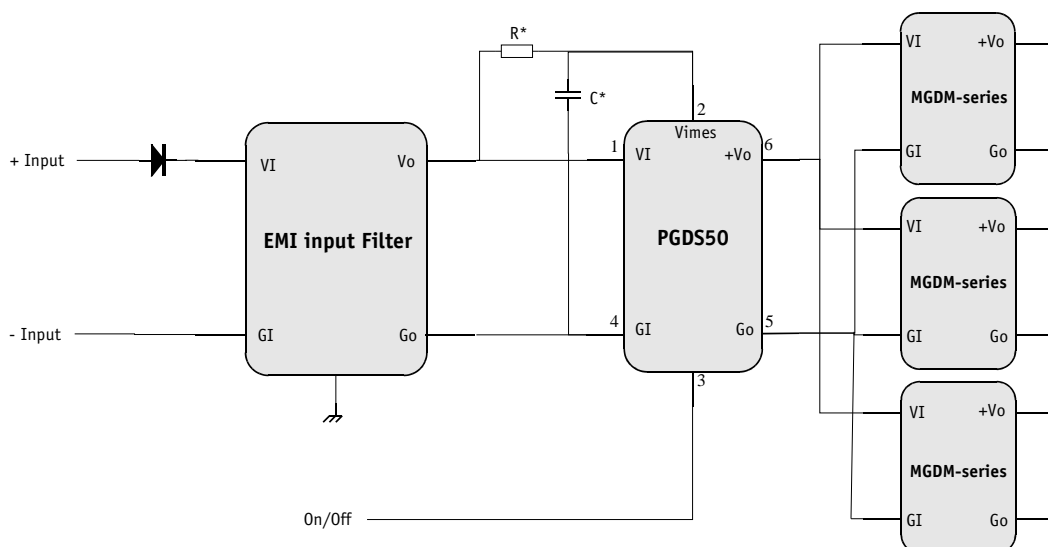 R*
C*
2
Vimes
+ Input
VI
Vo
1
VI
+Vo
6
EMI input Filter
PGDS50
- Input
GI
Go
4
GI
Go
5
3
On/Off
VI
+Vo
MGDM-series
GI
Go
VI
+Vo
MGDM-series
GI
Go
VI
+Vo
MGDM-series
GI
Go